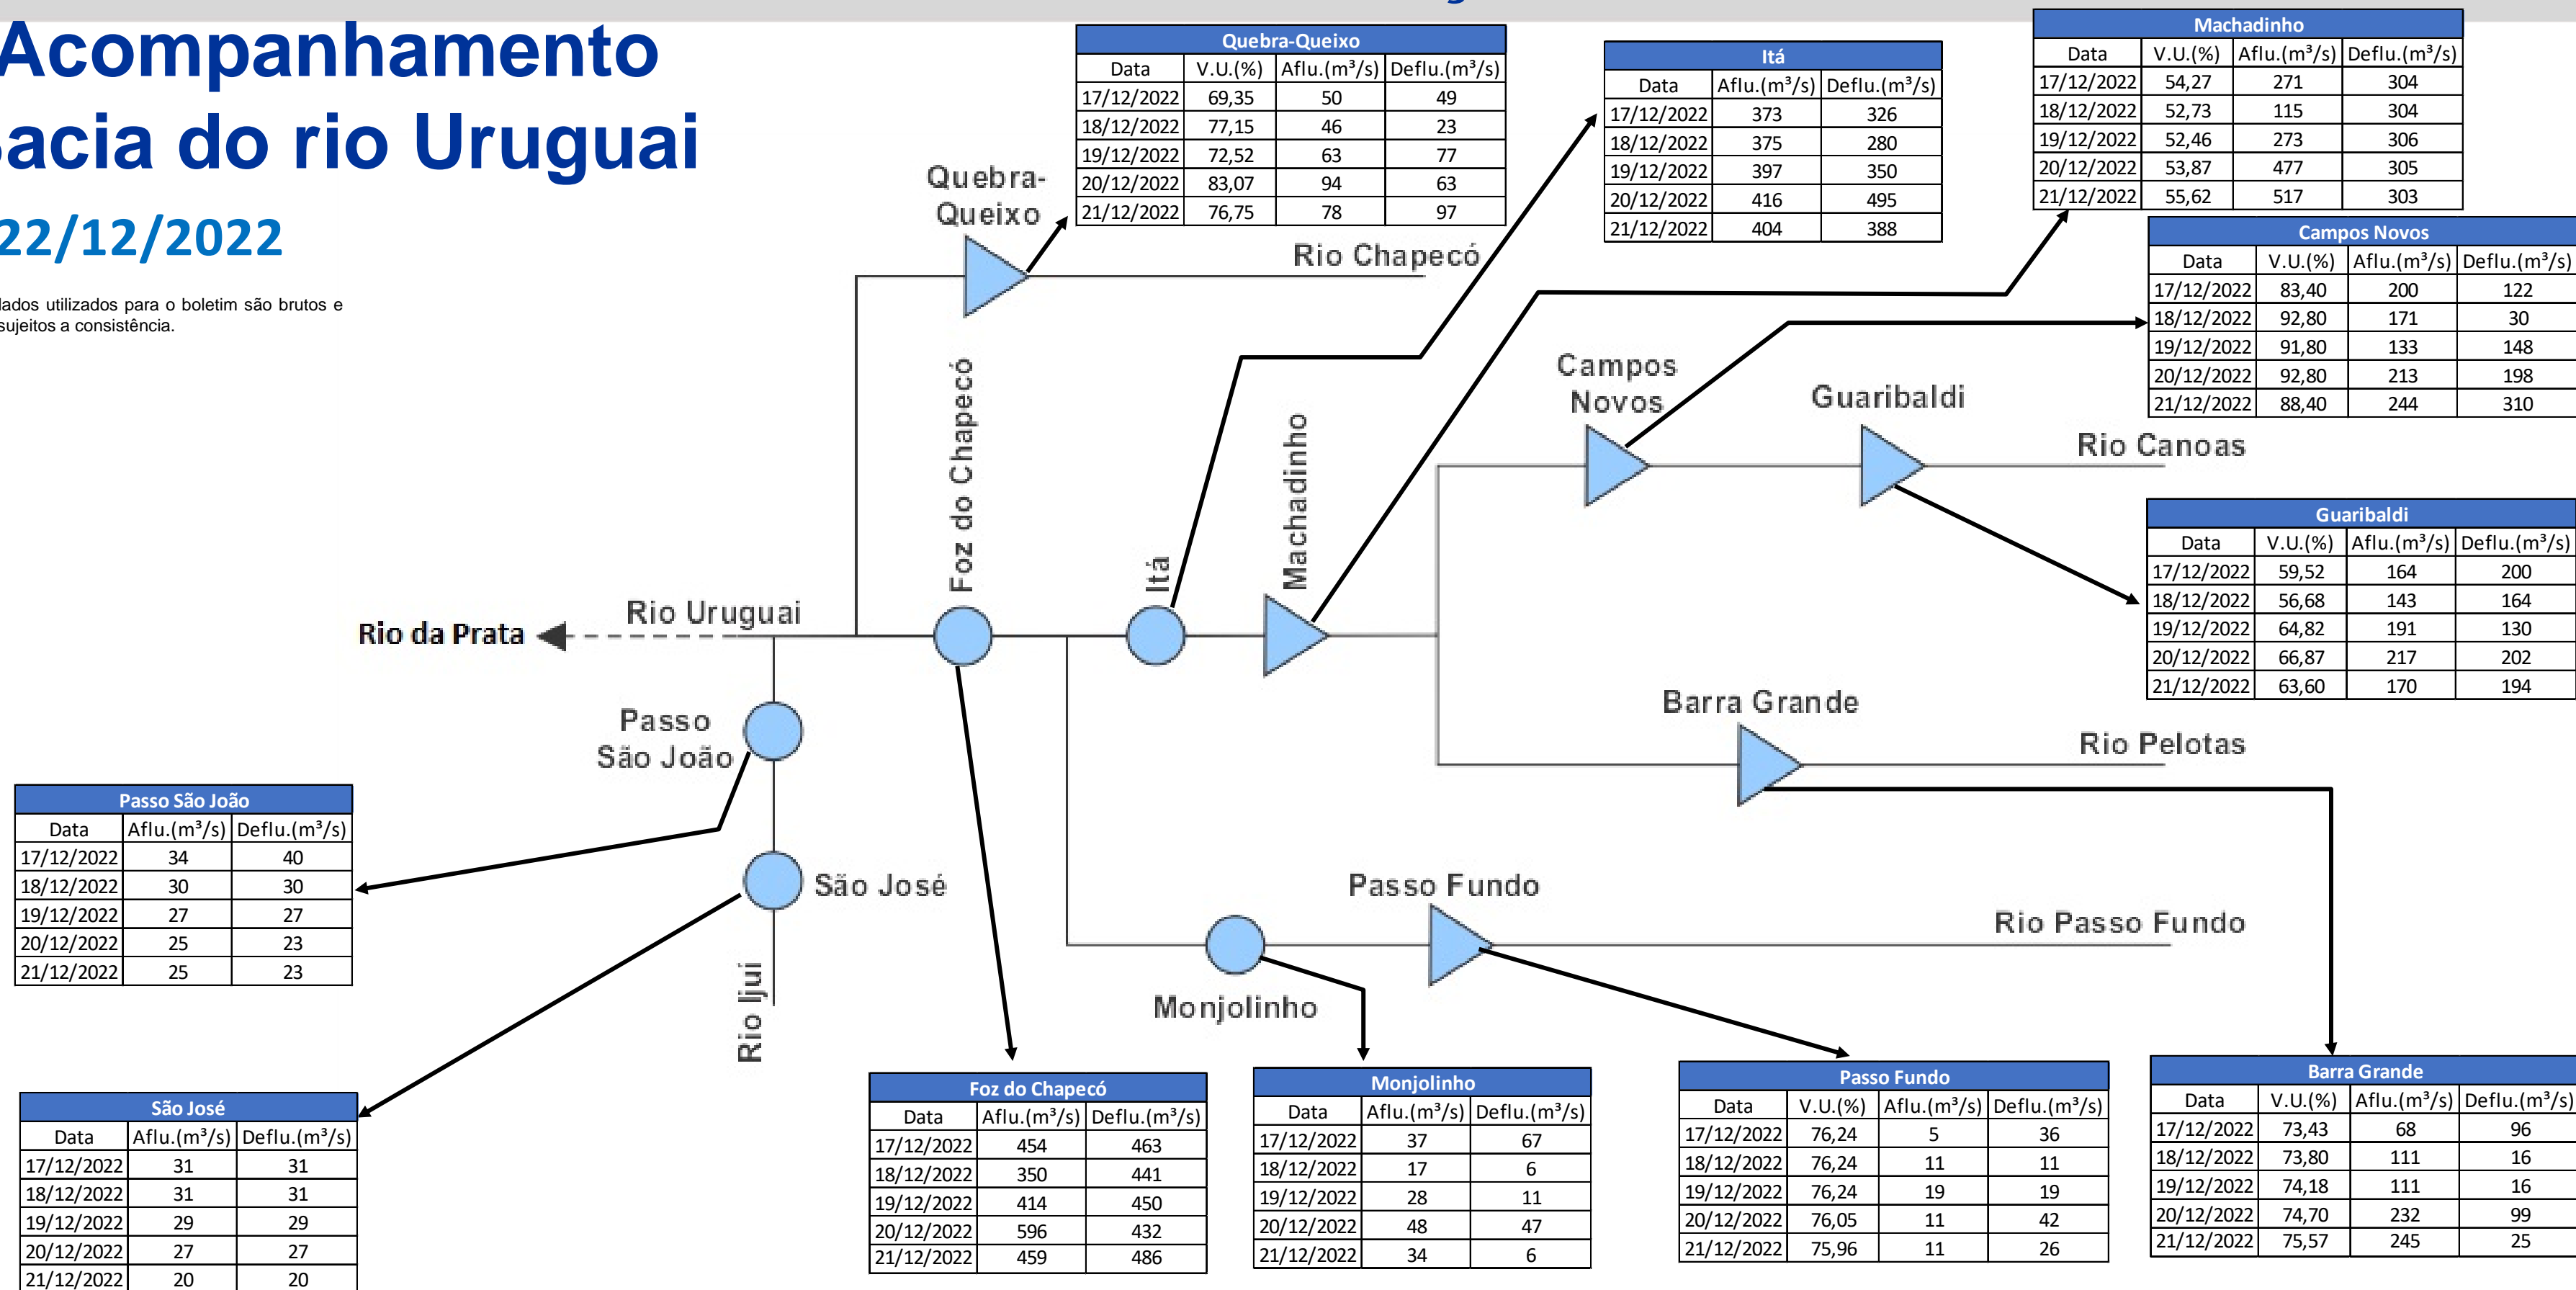 Acompanhamento
acia do rio Uruguai
22/12/2022
lados utilizados para o boletim são brutos e
sujeitos a consistência.
Quebra-Queixo
Data V.U.(%) Aflu.(m³/s) Deflu.(m³/s)
17/12/2022 69,35 50 49
18/12/2022 77,15 46 23
19/12/2022 72,52 63 77
20/12/2022 83,07 94 63
21/12/2022 76,75 78 97
Itá
Data Aflu.(m³/s) Deflu.(m³/s)
17/12/2022 373 326
18/12/2022 375 280
19/12/2022 397 350
20/12/2022 416 495
21/12/2022 404 388
Machadinho
Data V.U.(%) Aflu.(m³/s) Deflu.(m³/s)
17/12/2022 54,27 271 304
18/12/2022 52,73 115 304
19/12/2022 52,46 273 306
20/12/2022 53,87 477 305
21/12/2022 55,62 517 303
Campos Novos
Data V.U.(%) Aflu.(m³/s) Deflu.(m³/s)
17/12/2022 83,40 200 122
18/12/2022 92,80 171 30
19/12/2022 91,80 133 148
20/12/2022 92,80 213 198
21/12/2022 88,40 244 310
Guaribaldi
Data V.U.(%) Aflu.(m³/s) Deflu.(m³/s)
17/12/2022 59,52 164 200
18/12/2022 56,68 143 164
19/12/2022 64,82 191 130
20/12/2022 66,87 217 202
21/12/2022 63,60 170 194
Quebra-
Queixo
Rio Chapecó
Foz do Chapecó
Itá
Machadinho
Campos
Novos
Guaribaldi
Rio Canoas
Rio da Prata
Rio Uruguai
Barra Grande
Rio Pelotas
Passo
São João
São José
Rio Ijuí
Passo Fundo
Rio Passo Fundo
Monjolinho
Passo São João
Data Aflu.(m³/s) Deflu.(m³/s)
17/12/2022 34 40
18/12/2022 30 30
19/12/2022 27 27
20/12/2022 25 23
21/12/2022 25 23
São José
Data Aflu.(m³/s) Deflu.(m³/s)
17/12/2022 31 31
18/12/2022 31 31
19/12/2022 29 29
20/12/2022 27 27
21/12/2022 20 20
Foz do Chapecó
Data Aflu.(m³/s) Deflu.(m³/s)
17/12/2022 454 463
18/12/2022 350 441
19/12/2022 414 450
20/12/2022 596 432
21/12/2022 459 486
Monjolinho
Data Aflu.(m³/s) Deflu.(m³/s)
17/12/2022 37 67
18/12/2022 17 6
19/12/2022 28 11
20/12/2022 48 47
21/12/2022 34 6
Passo Fundo
Data V.U.(%) Aflu.(m³/s) Deflu.(m³/s)
17/12/2022 76,24 5 36
18/12/2022 76,24 11 11
19/12/2022 76,24 19 19
20/12/2022 76,05 11 42
21/12/2022 75,96 11 26
Barra Grande
Data V.U.(%) Aflu.(m³/s) Deflu.(m³/s)
17/12/2022 73,43 68 96
18/12/2022 73,80 111 16
19/12/2022 74,18 111 16
20/12/2022 74,70 232 99
21/12/2022 75,57 245 25